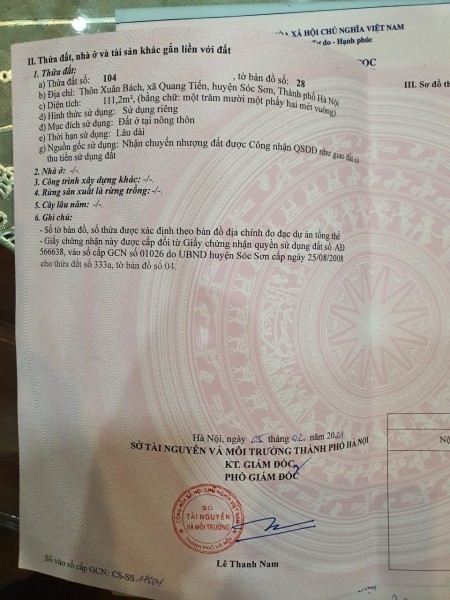 ÒA XÃ HỘI CHỦ NGHĨA VIỆT NAM
do - Hạnh phúc
II. Thửa đất, nhà ở và tài sản khác gắn liền với đất
III. Sơ đồ th
1. Thửa đất:
a) Thửa đất số: 104 , tờ bản đồ số: 28
b) Địa chỉ: Thôn Xuân Bách, xã Quang Tiến, huyện Sóc Sơn, Thành phố Hà Nội
c) Diện tích: 111,2m², (bằng chữ: một trăm mười một phẩy hai mét vuông)
d) Hình thức sử dụng: Sử dụng riêng
đ) Mục đích sử dụng: Đất ở tại nông thôn
e) Thời hạn sử dụng: Lâu dài
g) Nguồn gốc sử dụng: Nhận chuyển nhượng đất được Công nhận QSDĐ như giao đất có
thu tiền sử dụng đất
2. Nhà ở: -/-.
3. Công trình xây dựng khác: -/-.
4. Rừng sản xuất là rừng trồng: -/-.
5. Cây lâu năm: -/-.
6. Ghi chú:
- Số tờ bản đồ, số thửa được xác định theo bản đồ địa chính đo đạc dự án tổng thể
- Giấy chứng nhận này được cấp đổi từ Giấy chứng nhận quyền sử dụng đất số AĐ
566638, vào sổ cấp GCN số 01026 do UBND huyện Sóc Sơn cấp ngày 25/08/2008
cho thửa đất số 333a, tờ bản đồ số 04.
Hà Nội, ngày 02 năm 2021
SỞ TÀI NGUYÊN VÀ MÔI TRƯỜNG THÀNH PHỐ HÀ NỘI
KT. GIÁM ĐỐC
PHÓ GIÁM ĐỐC
SỞ
TÀI NGUYÊN
VÀ MÔI TRƯỜNG
THÀNH PHỐ HÀ NỘI
Lê Thanh Nam
Số vào sổ cấp GCN: CS-SS
Nộ